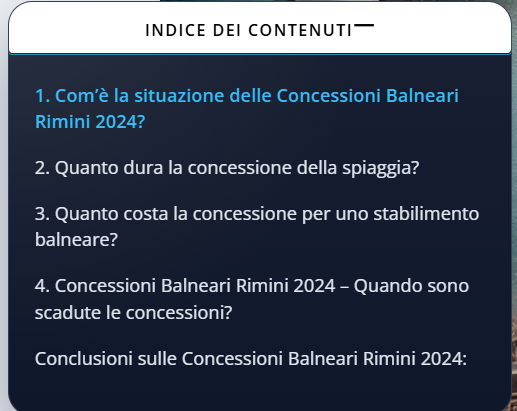 INDICE DEI CONTENUTI
1. Com’è la situazione delle Concessioni Balneari
Rimini 2024?
2. Quanto dura la concessione della spiaggia?
3. Quanto costa la concessione per uno stabilimento
balneare?
4. Concessioni Balneari Rimini 2024 – Quando sono
scadute le concessioni?
Conclusioni sulle Concessioni Balneari Rimini 2024: